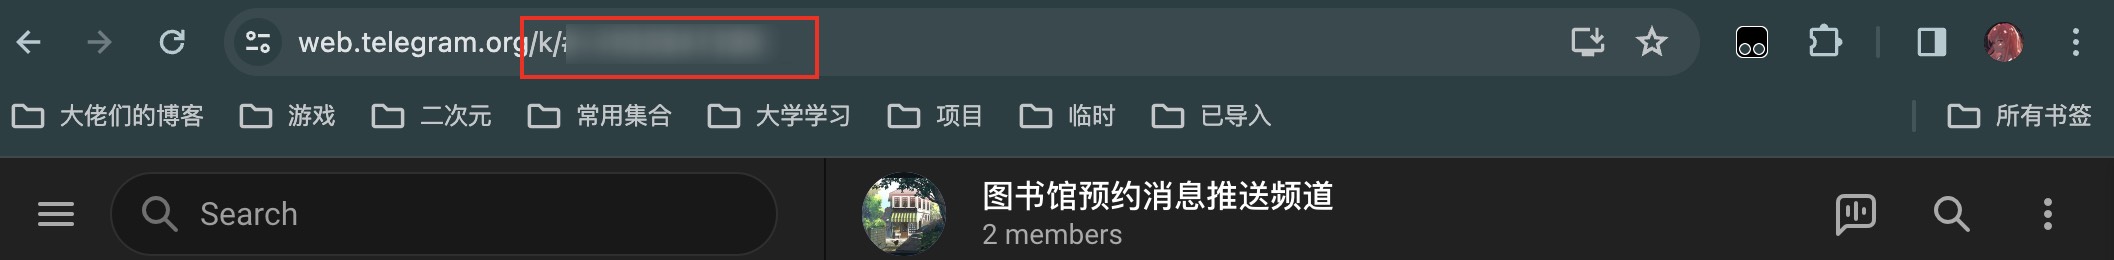 web.telegram.org/k/#
大佬们的博客 游戏 二次元 常用集合 大学学习 项目 临时 已导入 所有书签
Search
图书馆预约消息推送频道
2 members